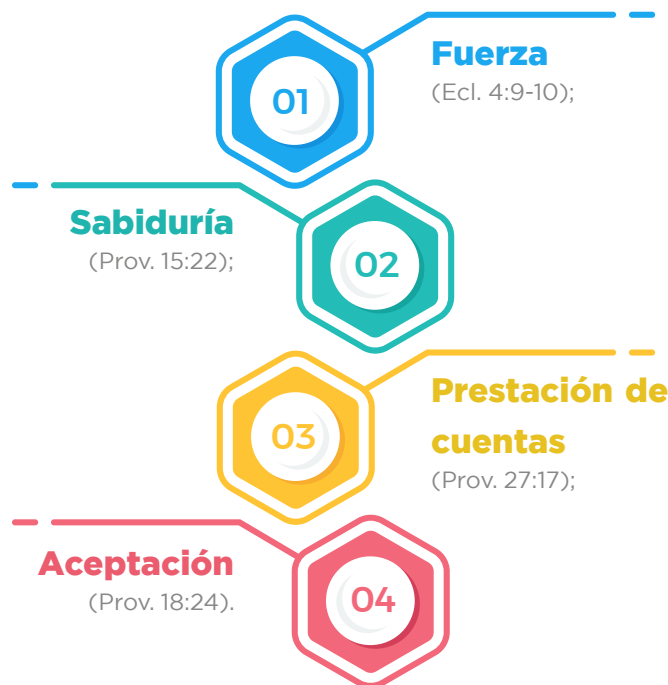 01
Fuerza
(Ecl. 4:9-10);
Sabiduría
(Prov. 15:22);
02
03
Prestación de
cuentas
(Prov. 27:17);
Aceptación
(Prov. 18:24).
04